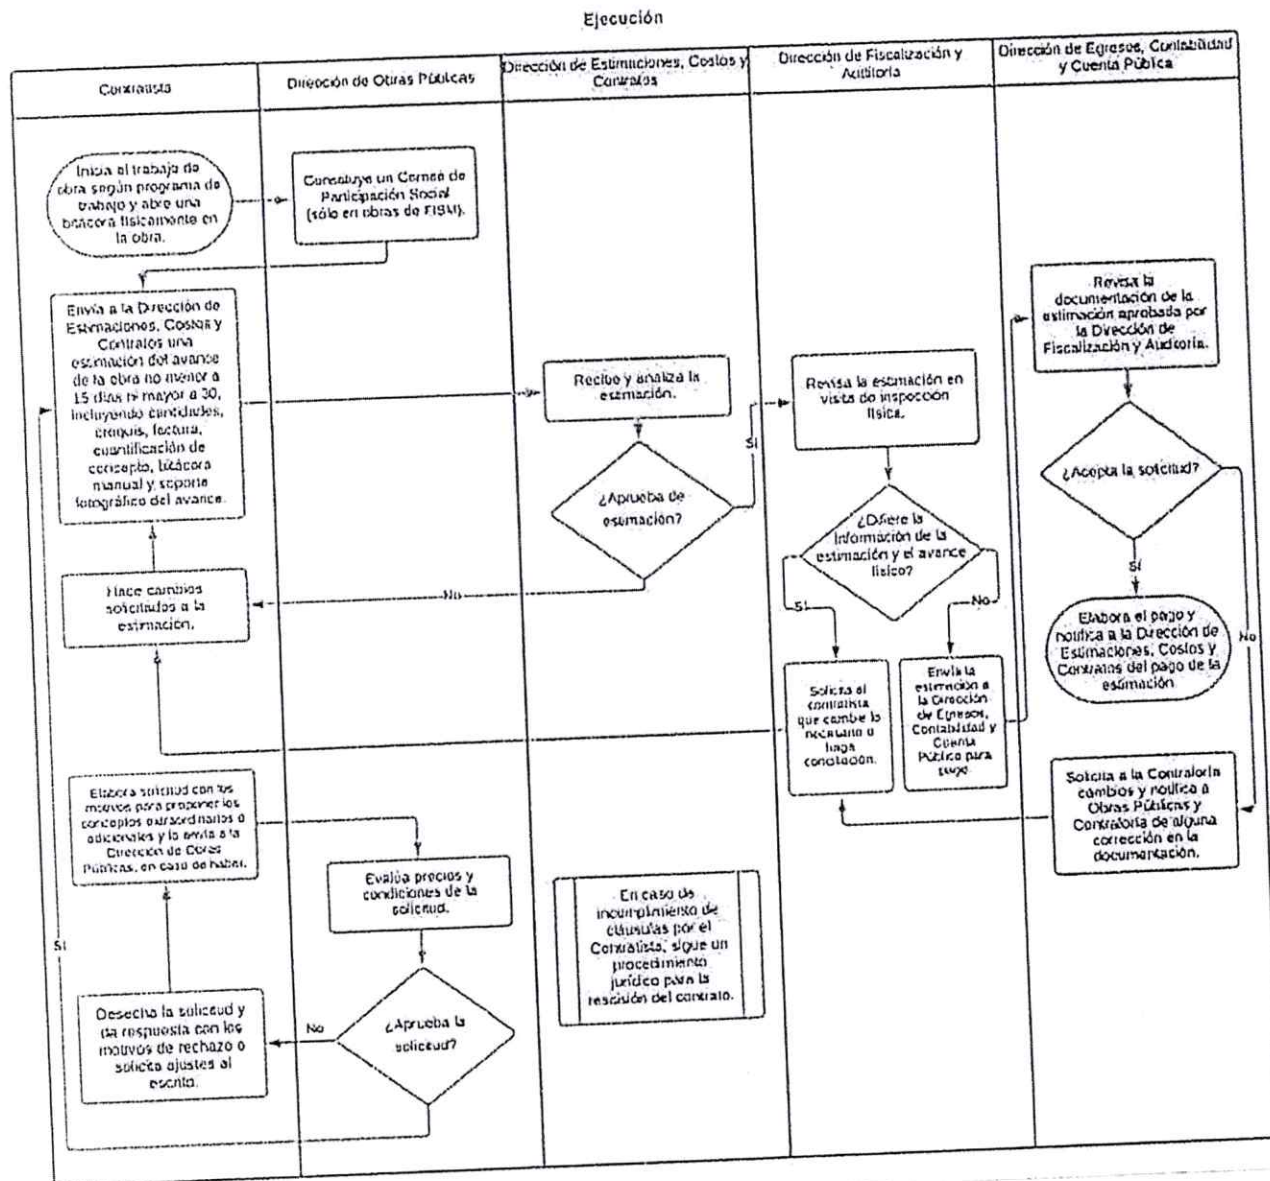 Ejecución
Contratista
Dirección de Obras Públicas
Dirección de Estimaciones, Costos y
Contratos
Dirección de Fiscalización y
Auditoría
Dirección de Egresos, Contabilidad
y Cuenta Pública
Inicia el trabajo de
obra según programa de
trabajo y abre una
bitácora físicamente en
la obra.
Constituye un Comité de
Participación Social
(sólo en obras de FISM).
Envía a la Dirección de
Estimaciones, Costos y
Contratos una
estimación del avance
de la obra no menor a
15 días ni mayor a 30,
incluyendo cantidades,
croquis, factura,
cuantificación de
concepto, bitácora
manual y soporte
fotográfico del avance.
Recibe y analiza la
estimación.
¿Aprueba de
estimación?
Sí
No
Hace cambios
solicitados a la
estimación.
Revisa la estimación en
visita de inspección
física.
¿Difiere la
información de la
estimación y el avance
físico?
Sí
No
Solicita al
contratista
que cambie lo
necesario o
haga
conciliación.
Envía la
estimación a
la Dirección
de Egresos,
Contabilidad y
Cuenta
Pública para
pago.
Revisa la
documentación de la
estimación aprobada por
la Dirección de
Fiscalización y Auditoría.
¿Acepta la solicitud?
Sí
No
Elabora el pago y
notifica a la Dirección de
Estimaciones, Costos y
Contratos del pago de la
estimación
Solicita a la Contraloría
cambios y notifica a
Obras Públicas y
Contraloría de alguna
corrección en la
documentación.
Elabora solicitud con los
motivos para proponer los
conceptos extraordinarios o
adicionales y la envía a la
Dirección de Obras
Públicas, en caso de haber.
Evalúa precios y
condiciones de la
solicitud.
¿Aprueba la
solicitud?
No
Sí
Desecha la solicitud y
da respuesta con los
motivos de rechazo o
solicita ajustes al
escrito.
En caso de
incumplimiento de
cláusulas por el
Contratista, sigue un
procedimiento
jurídico para la
rescisión del contrato.